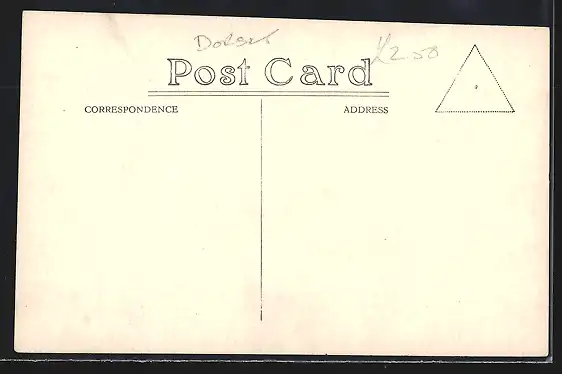 Dorset
£2.50
Post Card
CORRESPONDENCE
ADDRESS